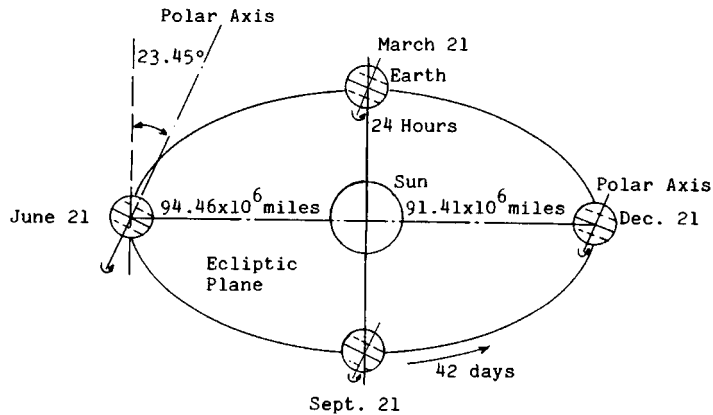 Polar Axis
23.45°
March 21
Earth
24 Hours
Sun
Polar Axis
June 21
94.46x10⁶miles
91.41x10⁶miles
Dec. 21
Ecliptic
Plane
42 days
Sept. 21